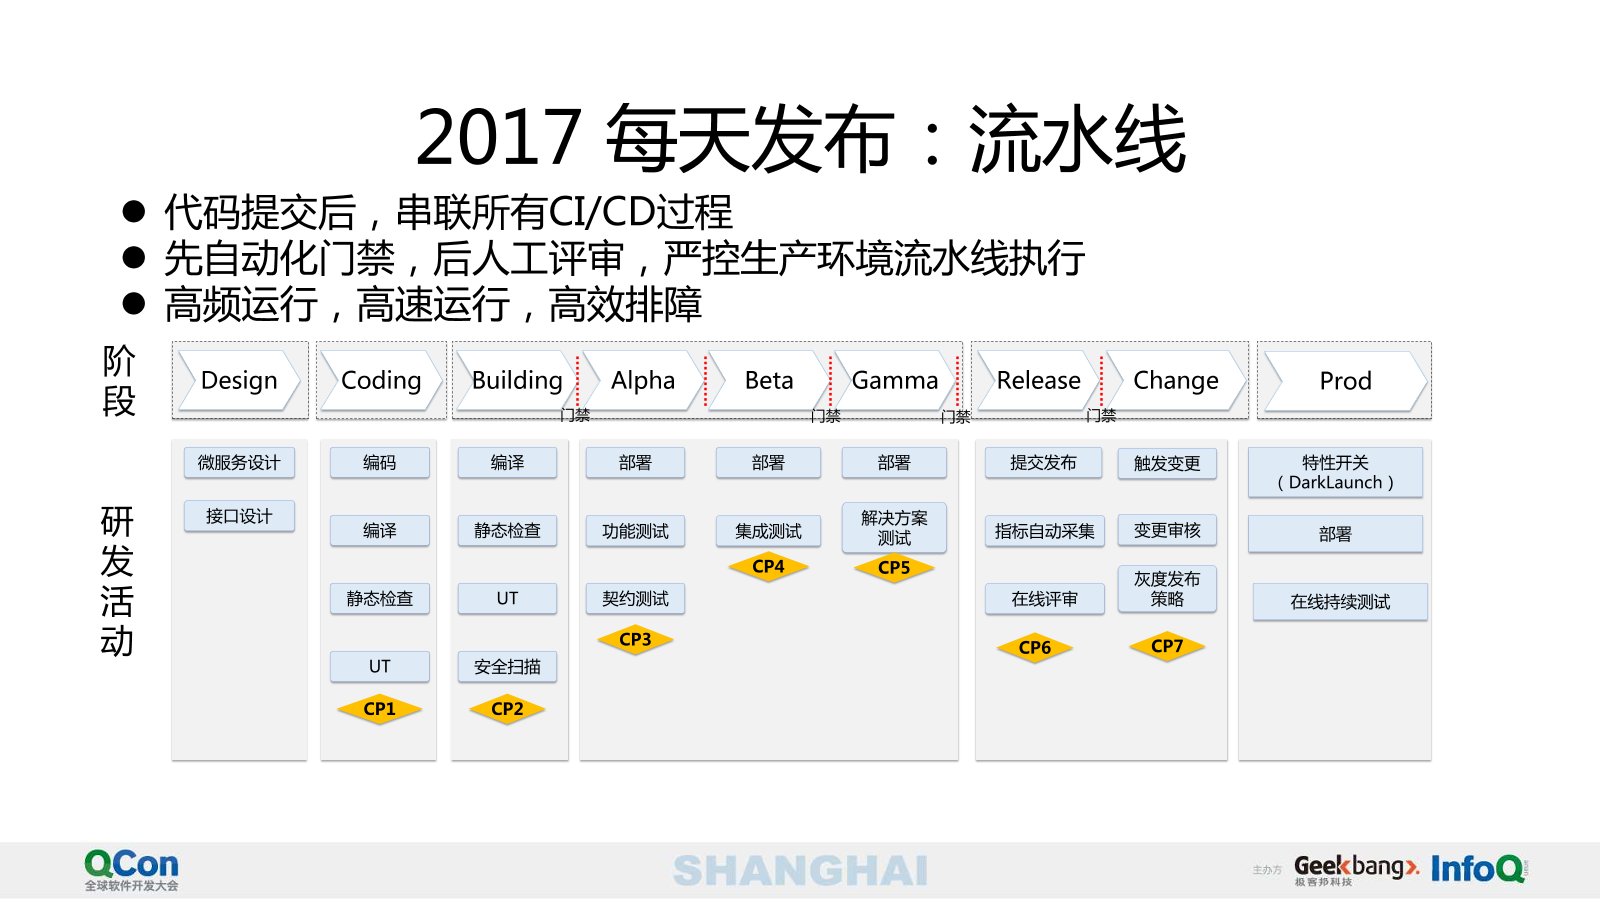 2017 每天发布：流水线
● 代码提交后，串联所有CI/CD过程
● 先自动化门禁，后人工评审，严控生产环境流水线执行
● 高频运行，高速运行，高效排障
阶段
Design
Coding
Building
Alpha
Beta
Gamma
Release
Change
Prod
门禁
门禁
门禁
门禁
研发活动
微服务设计
接口设计
编码
编译
静态检查
UT
CP1
编译
静态检查
UT
安全扫描
CP2
部署
功能测试
契约测试
CP3
部署
集成测试
CP4
部署
解决方案
测试
CP5
提交发布
指标自动采集
在线评审
CP6
触发变更
变更审核
灰度发布
策略
CP7
特性开关
（DarkLaunch）
部署
在线持续测试
QCon
全球软件开发大会
SHANGHAI
主办方
Geekbang
极客邦科技
InfoQ